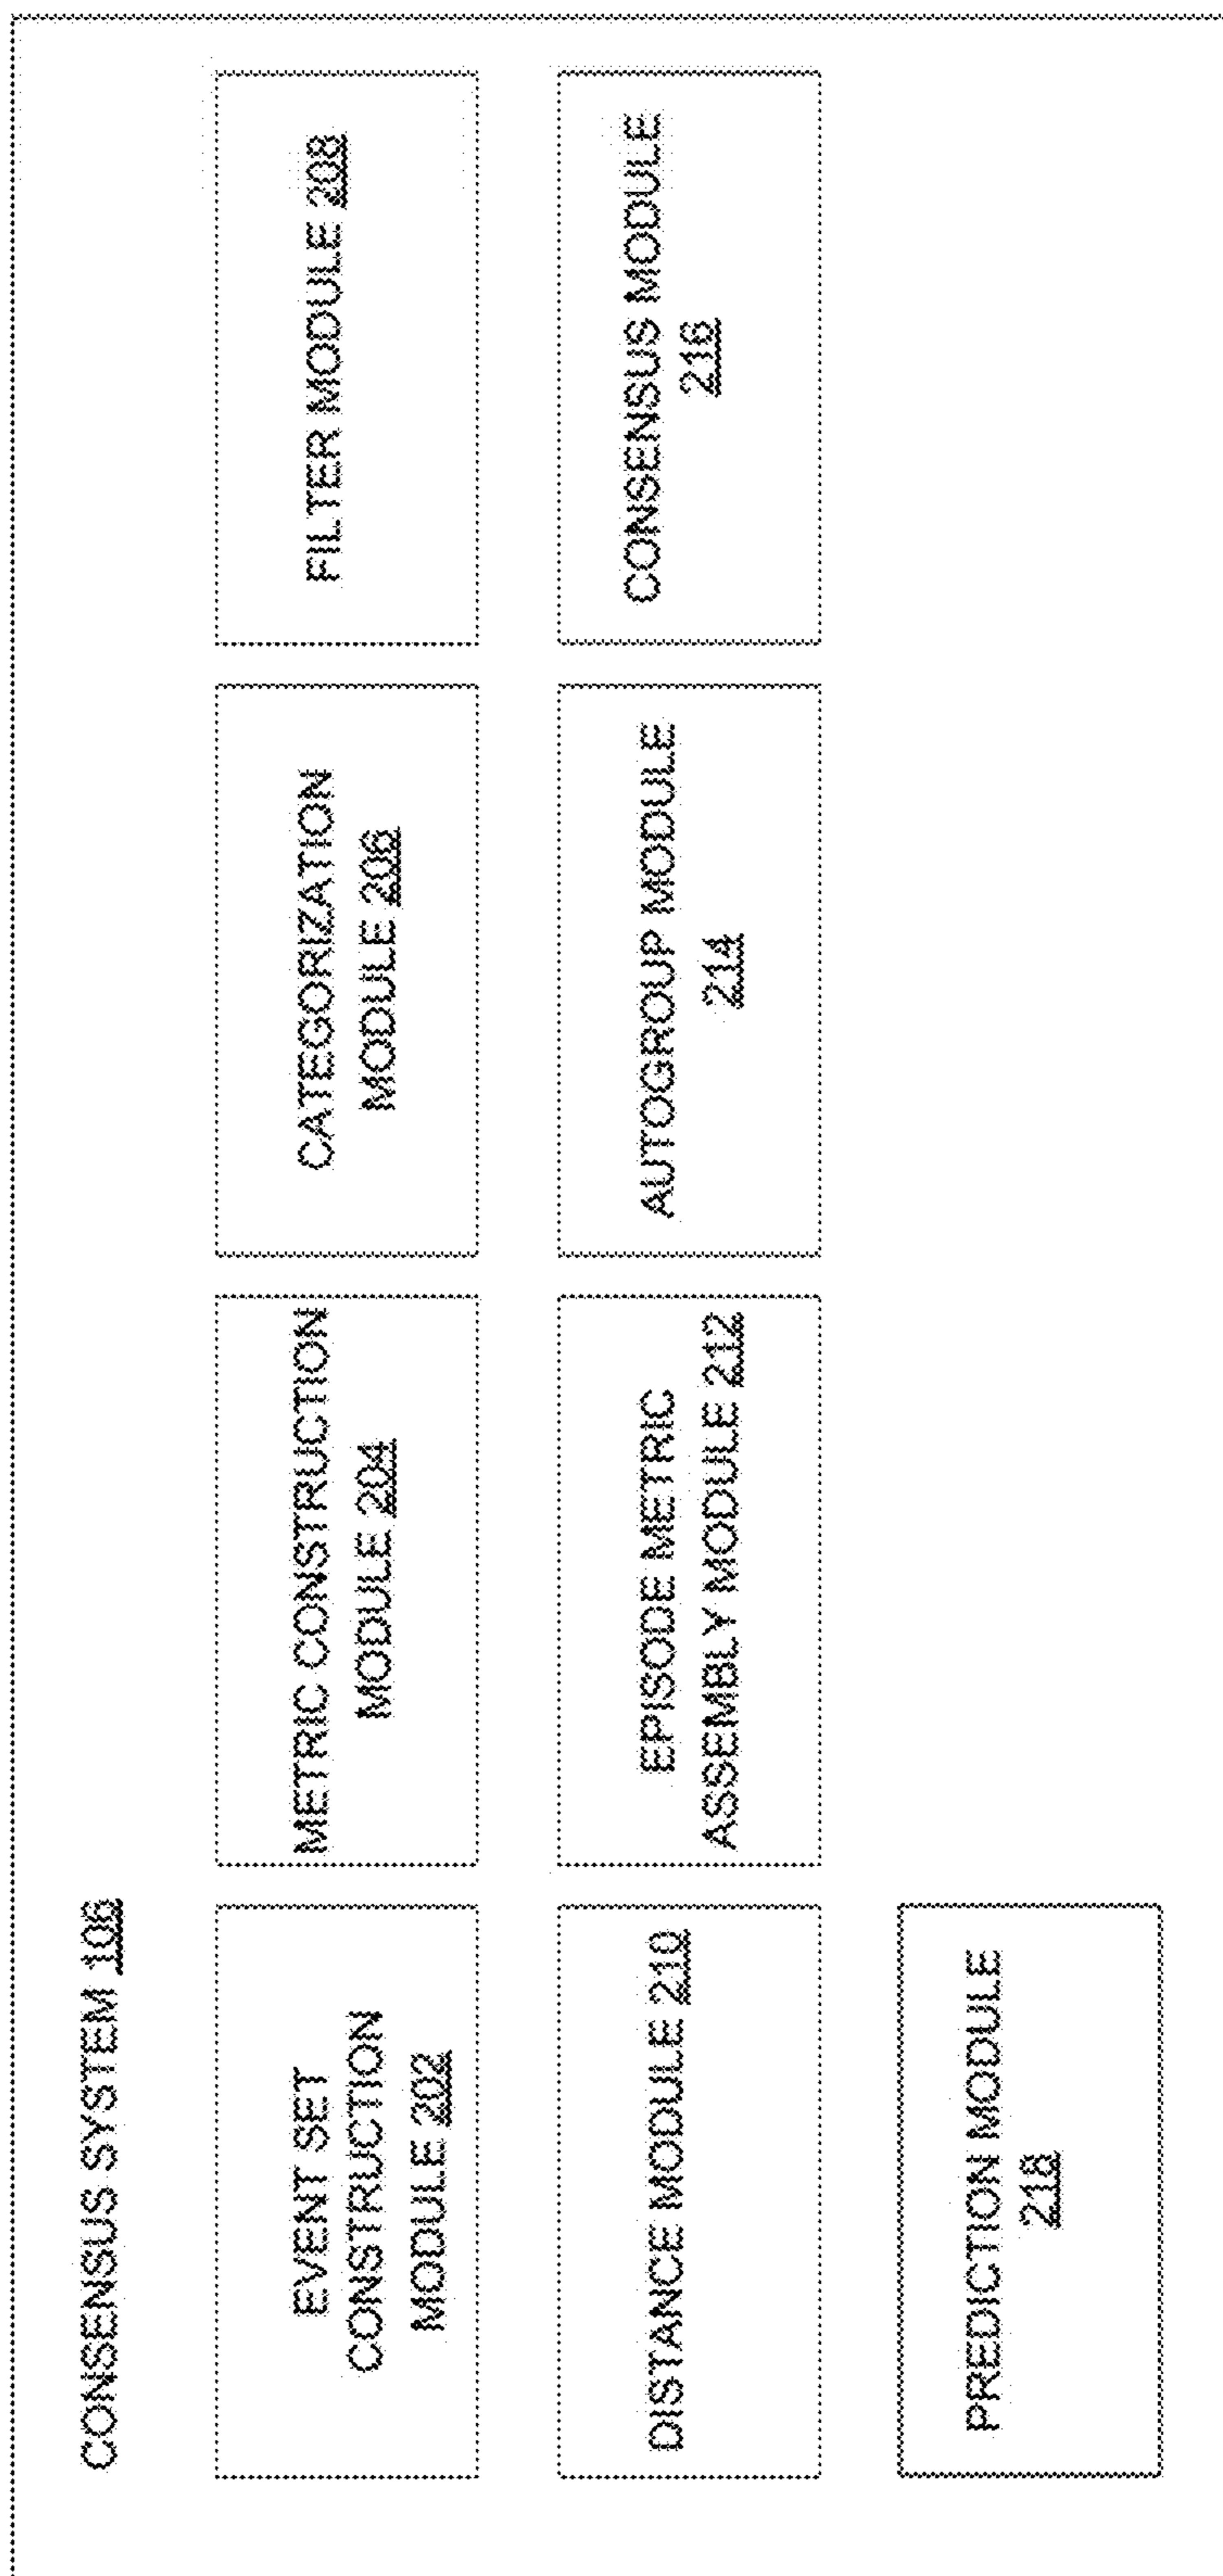 CONSENSUS SYSTEM 106
EVENT SET
CONSTRUCTION
MODULE 202
METRIC CONSTRUCTION
MODULE 204
CATEGORIZATION
MODULE 206
FILTER MODULE 208
DISTANCE MODULE 210
EPISODE METRIC
ASSEMBLY MODULE 212
AUTOGROUP MODULE
214
CONSENSUS MODULE
216
PREDICTION MODULE
218